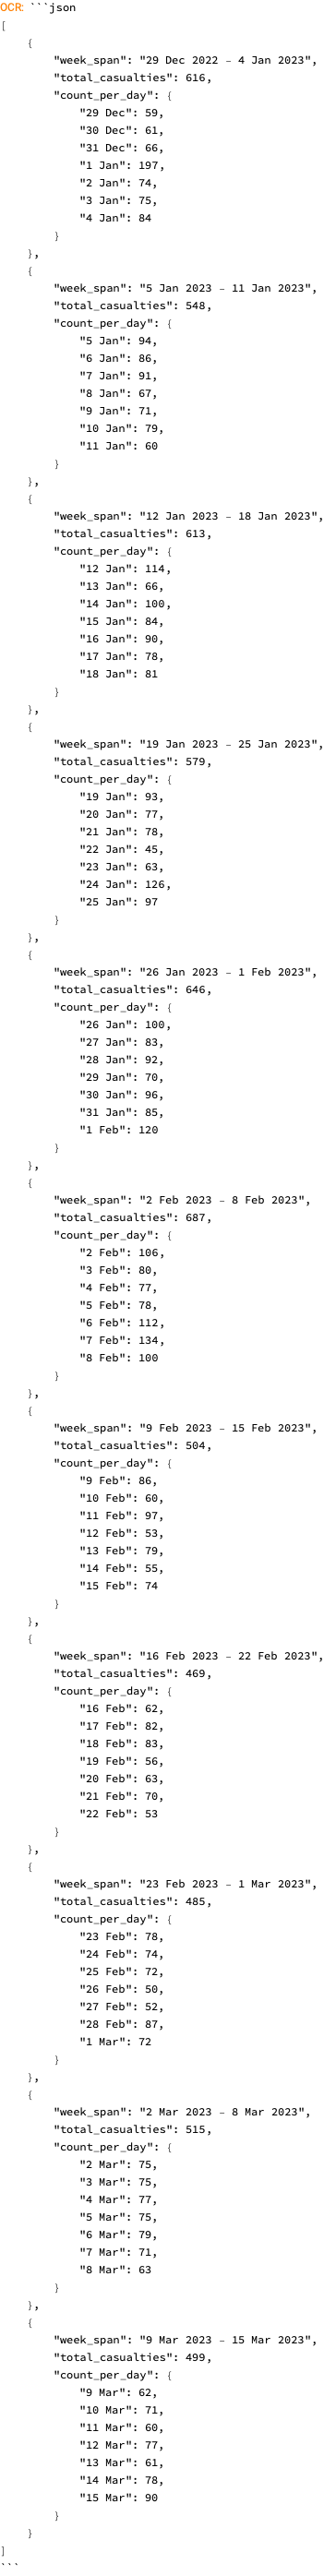 OCR: ```json
[
    {
        "week_span": "29 Dec 2022 – 4 Jan 2023",
        "total_casualties": 616,
        "count_per_day": {
            "29 Dec": 59,
            "30 Dec": 61,
            "31 Dec": 66,
            "1 Jan": 197,
            "2 Jan": 74,
            "3 Jan": 75,
            "4 Jan": 84
        }
    },
    {
        "week_span": "5 Jan 2023 – 11 Jan 2023",
        "total_casualties": 548,
        "count_per_day": {
            "5 Jan": 94,
            "6 Jan": 86,
            "7 Jan": 91,
            "8 Jan": 67,
            "9 Jan": 71,
            "10 Jan": 79,
            "11 Jan": 60
        }
    },
    {
        "week_span": "12 Jan 2023 – 18 Jan 2023",
        "total_casualties": 613,
        "count_per_day": {
            "12 Jan": 114,
            "13 Jan": 66,
            "14 Jan": 100,
            "15 Jan": 84,
            "16 Jan": 90,
            "17 Jan": 78,
            "18 Jan": 81
        }
    },
    {
        "week_span": "19 Jan 2023 – 25 Jan 2023",
        "total_casualties": 579,
        "count_per_day": {
            "19 Jan": 93,
            "20 Jan": 77,
            "21 Jan": 78,
            "22 Jan": 45,
            "23 Jan": 63,
            "24 Jan": 126,
            "25 Jan": 97
        }
    },
    {
        "week_span": "26 Jan 2023 – 1 Feb 2023",
        "total_casualties": 646,
        "count_per_day": {
            "26 Jan": 100,
            "27 Jan": 83,
            "28 Jan": 92,
            "29 Jan": 70,
            "30 Jan": 96,
            "31 Jan": 85,
            "1 Feb": 120
        }
    },
    {
        "week_span": "2 Feb 2023 – 8 Feb 2023",
        "total_casualties": 687,
        "count_per_day": {
            "2 Feb": 106,
            "3 Feb": 80,
            "4 Feb": 77,
            "5 Feb": 78,
            "6 Feb": 112,
            "7 Feb": 134,
            "8 Feb": 100
        }
    },
    {
        "week_span": "9 Feb 2023 – 15 Feb 2023",
        "total_casualties": 504,
        "count_per_day": {
            "9 Feb": 86,
            "10 Feb": 60,
            "11 Feb": 97,
            "12 Feb": 53,
            "13 Feb": 79,
            "14 Feb": 55,
            "15 Feb": 74
        }
    },
    {
        "week_span": "16 Feb 2023 – 22 Feb 2023",
        "total_casualties": 469,
        "count_per_day": {
            "16 Feb": 62,
            "17 Feb": 82,
            "18 Feb": 83,
            "19 Feb": 56,
            "20 Feb": 63,
            "21 Feb": 70,
            "22 Feb": 53
        }
    },
    {
        "week_span": "23 Feb 2023 – 1 Mar 2023",
        "total_casualties": 485,
        "count_per_day": {
            "23 Feb": 78,
            "24 Feb": 74,
            "25 Feb": 72,
            "26 Feb": 50,
            "27 Feb": 52,
            "28 Feb": 87,
            "1 Mar": 72
        }
    },
    {
        "week_span": "2 Mar 2023 – 8 Mar 2023",
        "total_casualties": 515,
        "count_per_day": {
            "2 Mar": 75,
            "3 Mar": 75,
            "4 Mar": 77,
            "5 Mar": 75,
            "6 Mar": 79,
            "7 Mar": 71,
            "8 Mar": 63
        }
    },
    {
        "week_span": "9 Mar 2023 – 15 Mar 2023",
        "total_casualties": 499,
        "count_per_day": {
            "9 Mar": 62,
            "10 Mar": 71,
            "11 Mar": 60,
            "12 Mar": 77,
            "13 Mar": 61,
            "14 Mar": 78,
            "15 Mar": 90
        }
    }
]
```